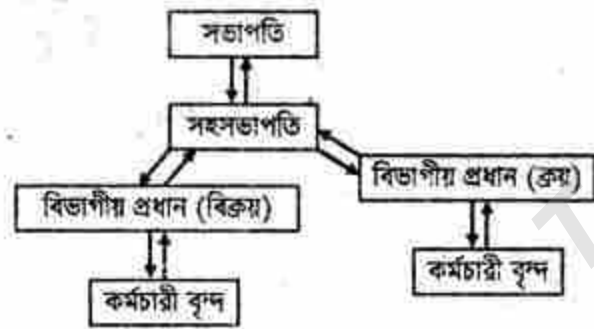 সভাপতি
সহসভাপতি
বিভাগীয় প্রধান (ক্রয়)
বিভাগীয় প্রধান (বিক্রয়)
কর্মচারী বৃন্দ
কর্মচারী বৃন্দ